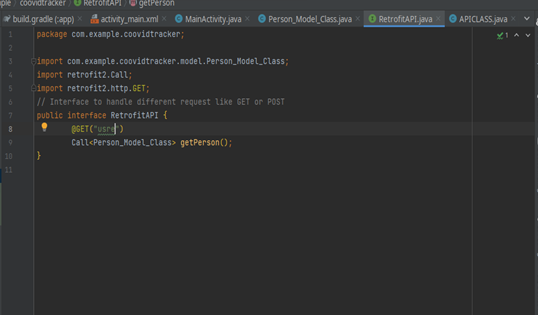 ple > coovidtracker > RetrofitAPI > getPerson
build.gradle (:app) × activity_main.xml × MainActivity.java × Person_Model_Class.java × RetrofitAPI.java × APICLASS.java ×
1 package com.example.coovidtracker;
2
3 import com.example.coovidtracker.model.Person_Model_Class;
4 import retrofit2.Call;
5 import retrofit2.http.GET;
6 // Interface to handle different request like GET or POST
7 public interface RetrofitAPI {
8 @GET("usre")
9 Call<Person_Model_Class> getPerson();
10 }
11
1